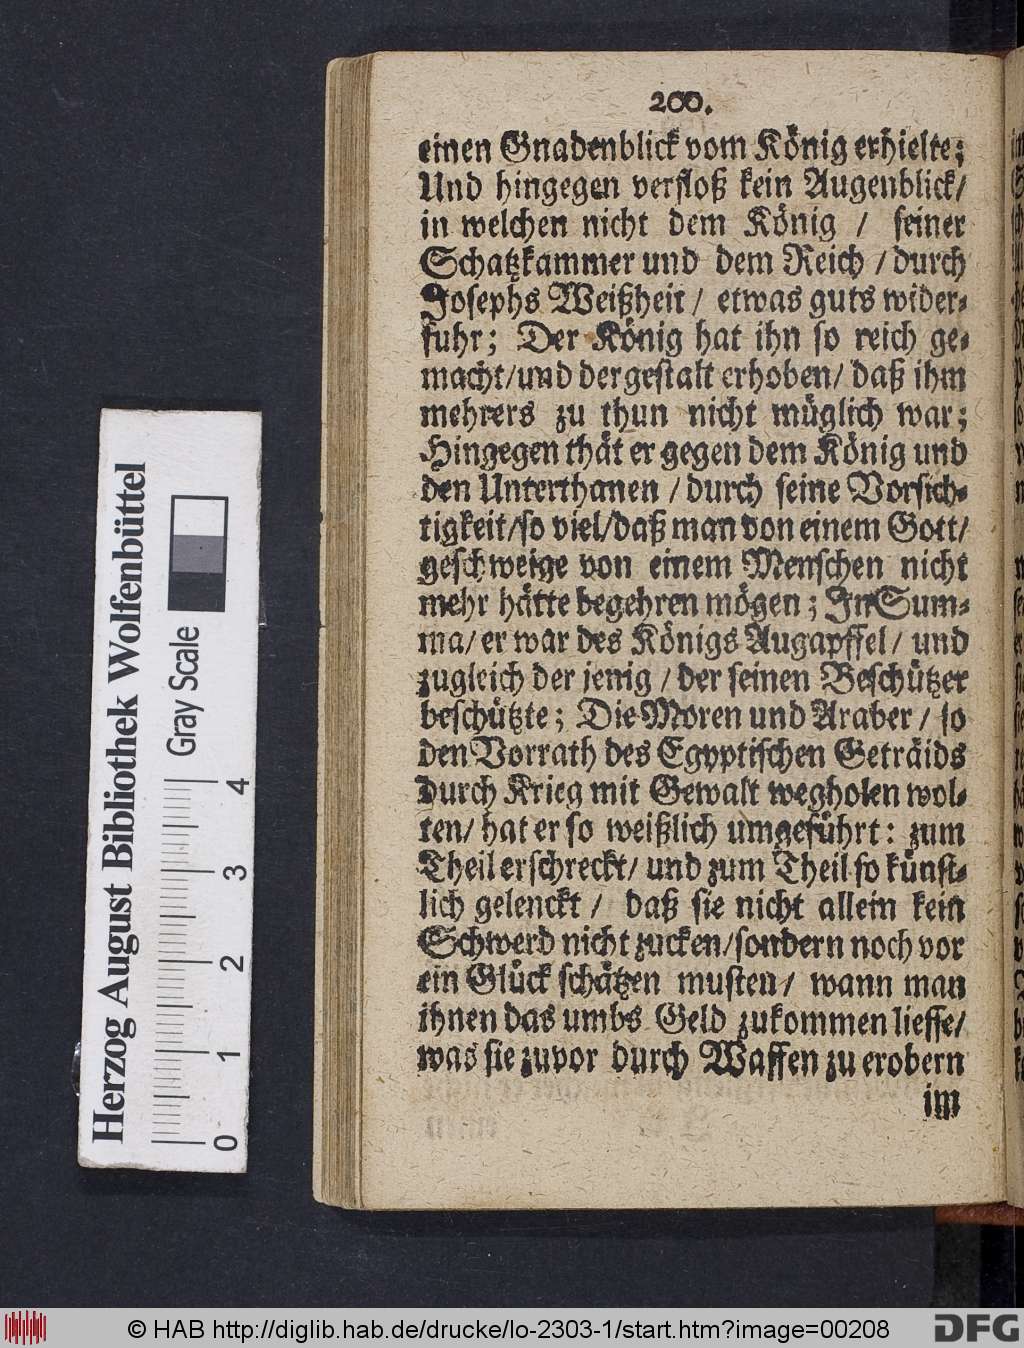 200.
einen Gnadenblick vom König erhielte;
Und hingegen verfloß kein Augenblick/
in welchen nicht dem König / seiner
Schatzkammer und dem Reich / durch
Josephs Weißheit / etwas guts wider-
fuhr; Der König hat ihn so reich ge-
macht/und dergestalt erhoben/ daß ihm
mehrers zu thun nicht müglich war;
Hingegen thät er gegen dem König und
den Unterthanen / durch seine Vorsich-
tigkeit/so viel/daß man von einem Gott/
geschweige von einem Menschen nicht
mehr hätte begehren mögen; In Sum-
ma/ er war des Königs Augapffel/ und
zugleich der jenig / der seinen Beschützer
beschützte; Die Moren und Araber / so
den Vorrath des Egyptischen Geträids
durch Krieg mit Gewalt wegholen wol-
ten/ hat er so weißlich umgeführt: zum
Theil erschreckt/ und zum Theil so künst-
lich gelenckt / daß sie nicht allein kein
Schwerd nicht zucken/sondern noch vor
ein Glück schätzen musten/ wann man
ihnen das umbs Geld zukommen lieffe/
was sie zuvor durch Waffen zu erobern
im
Herzog August Bibliothek Wolfenbüttel
Gray Scale
0 1 2 3 4
© HAB http://diglib.hab.de/drucke/lo-2303-1/start.htm?image=00208
DFG